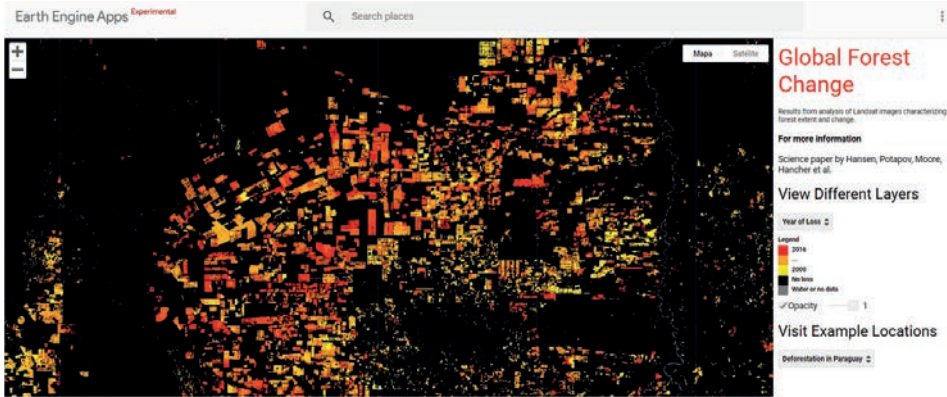 Earth Engine Apps Experimental
Search places
+
−
Mapa Satélite
Global Forest
Change
Results from analysis of Landsat images characterizing
forest extent and change.
For more information
Science paper by Hansen, Potapov, Moore,
Hancher et al.
View Different Layers
Year of Loss
Legend
2016
...
2000
No loss
Water or no data
Opacity 1
Visit Example Locations
Deforestation in Paraguay